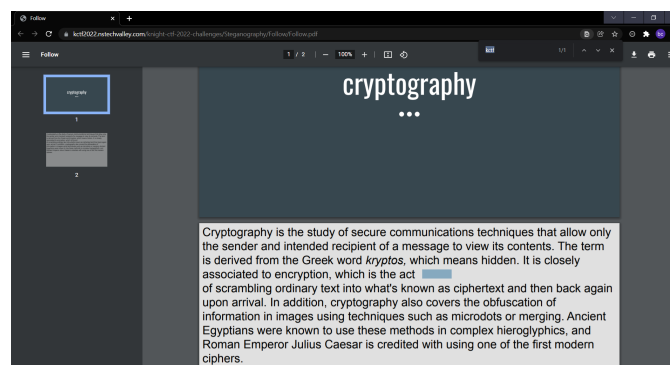 Follow
kctf2022.nstechvalley.com/knight-ctf-2022-challenges/Steganography/Follow/Follow.pdf
Follow
1 / 2
100%
1/1
cryptography
1
2
cryptography
Cryptography is the study of secure communications techniques that allow only
the sender and intended recipient of a message to view its contents. The term
is derived from the Greek word kryptos, which means hidden. It is closely
associated to encryption, which is the act
of scrambling ordinary text into what's known as ciphertext and then back again
upon arrival. In addition, cryptography also covers the obfuscation of
information in images using techniques such as microdots or merging. Ancient
Egyptians were known to use these methods in complex hieroglyphics, and
Roman Emperor Julius Caesar is credited with using one of the first modern
ciphers.